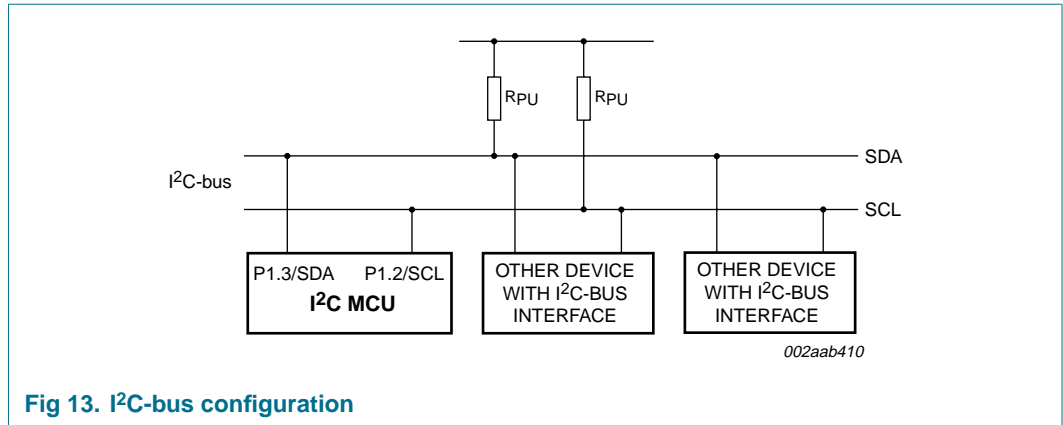 RPU RPU
SDA
I2C-bus
SCL
P1.3/SDA P1.2/SCL
I2C MCU
OTHER DEVICE
WITH I2C-BUS
INTERFACE
OTHER DEVICE
WITH I2C-BUS
INTERFACE
002aab410
Fig 13. I2C-bus configuration